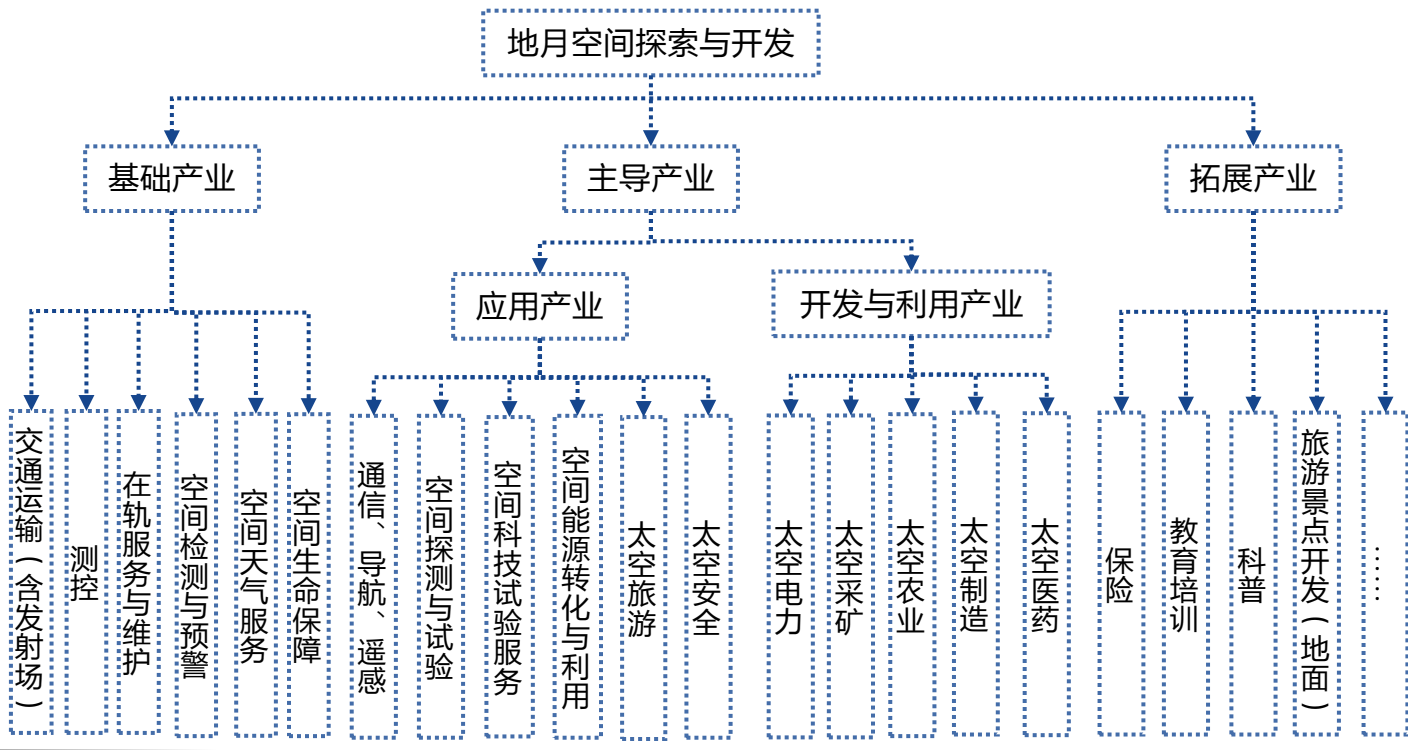 地月空间探索与开发
基础产业
主导产业
拓展产业
应用产业
开发与利用产业
交通运输(含发射场)
测控
在轨服务与维护
空间检测与预警
空间天气服务
空间生命保障
通信、导航、遥感
空间探测与试验
空间科技试验服务
空间能源转化与利用
太空旅游
太空安全
太空电力
太空采矿
太空农业
太空制造
太空医药
保险
教育培训
科普
旅游景点开发(地面)
……